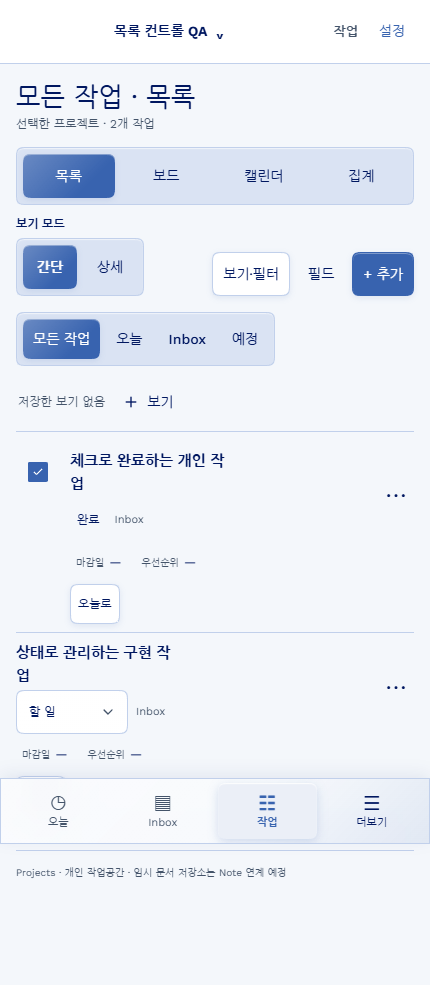 목록 컨트롤 QA
작업 설정
모든 작업 · 목록
선택한 프로젝트 · 2개 작업
목록 보드 캘린더 집계
보기 모드
간단 상세 보기·필터 필드 + 추가
모든 작업 오늘 Inbox 예정
저장한 보기 없음 + 보기
체크로 완료하는 개인 작
업
완료 Inbox
마감일 — 우선순위 —
오늘로
상태로 관리하는 구현 작
업
할 일 Inbox
마감일 — 우선순위 —
오늘 Inbox 작업 더보기
Projects · 개인 작업공간 · 임시 문서 저장소는 Note 연계 예정